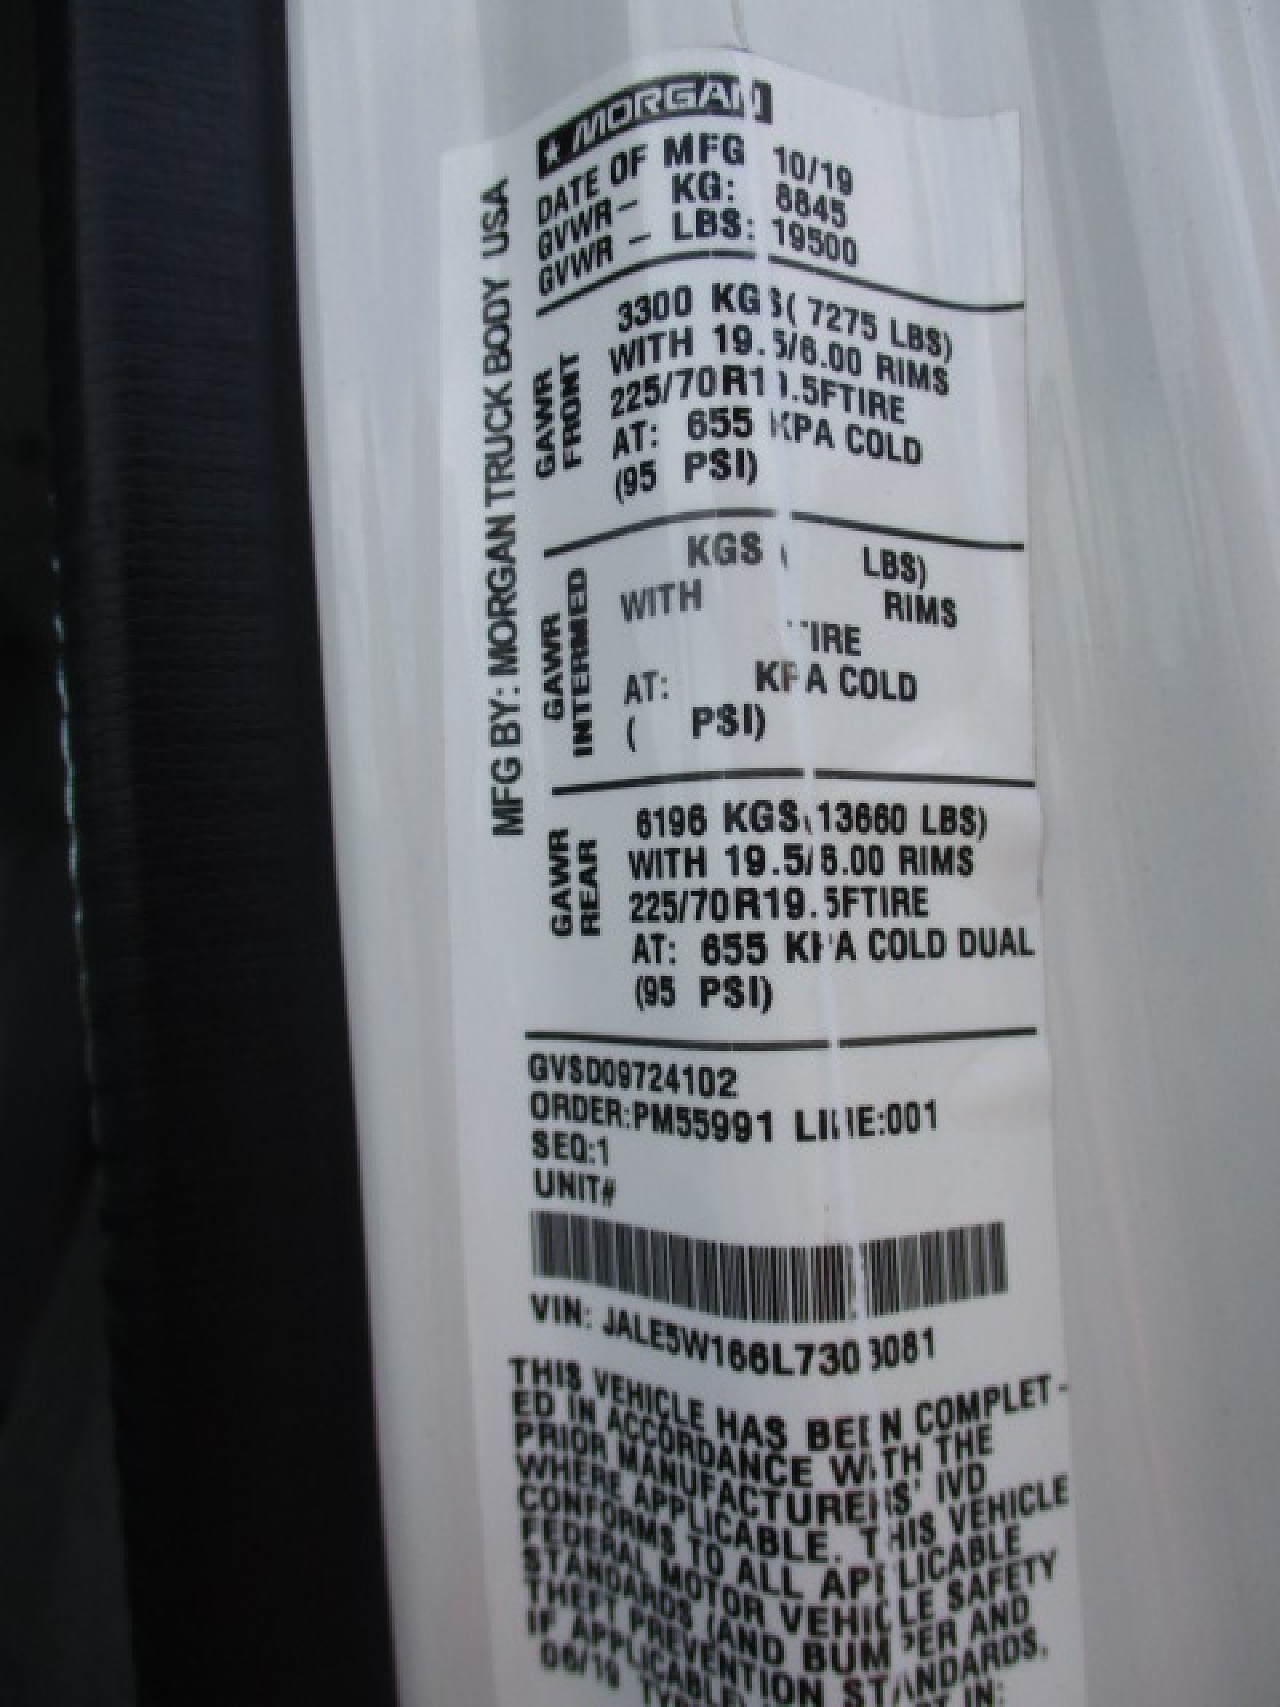 MORGAN
DATE OF MFG 10/19
GVWR- KG: 8845
GVWR - LBS: 19500
MFG BY: MORGAN TRUCK BODY USA
GAWR FRONT
3300 KGS( 7275 LBS)
WITH 19.5/6.00 RIMS
225/70R19.5FTIRE
AT: 655 KPA COLD
(95 PSI)
GAWR INTERMED
KGS( LBS)
WITH RIMS
TIRE
AT: KPA COLD
( PSI)
GAWR REAR
6196 KGS(13660 LBS)
WITH 19.5/6.00 RIMS
225/70R19.5FTIRE
AT: 655 KPA COLD DUAL
(95 PSI)
GVSD09724102
ORDER:PM55991 LINE:001
SEQ:1
UNIT#
VIN: JALE5W166L7303081
THIS VEHICLE HAS BEEN COMPLET-
ED IN ACCORDANCE WITH THE
PRIOR MANUFACTURERS' IVD
WHERE APPLICABLE. THIS VEHICLE
CONFORMS TO ALL APPLICABLE
FEDERAL MOTOR VEHICLE SAFETY
STANDARDS (AND BUMPER AND
THEFT PREVENTION STANDARDS,
IF APPLICABLE) IN:
06/19